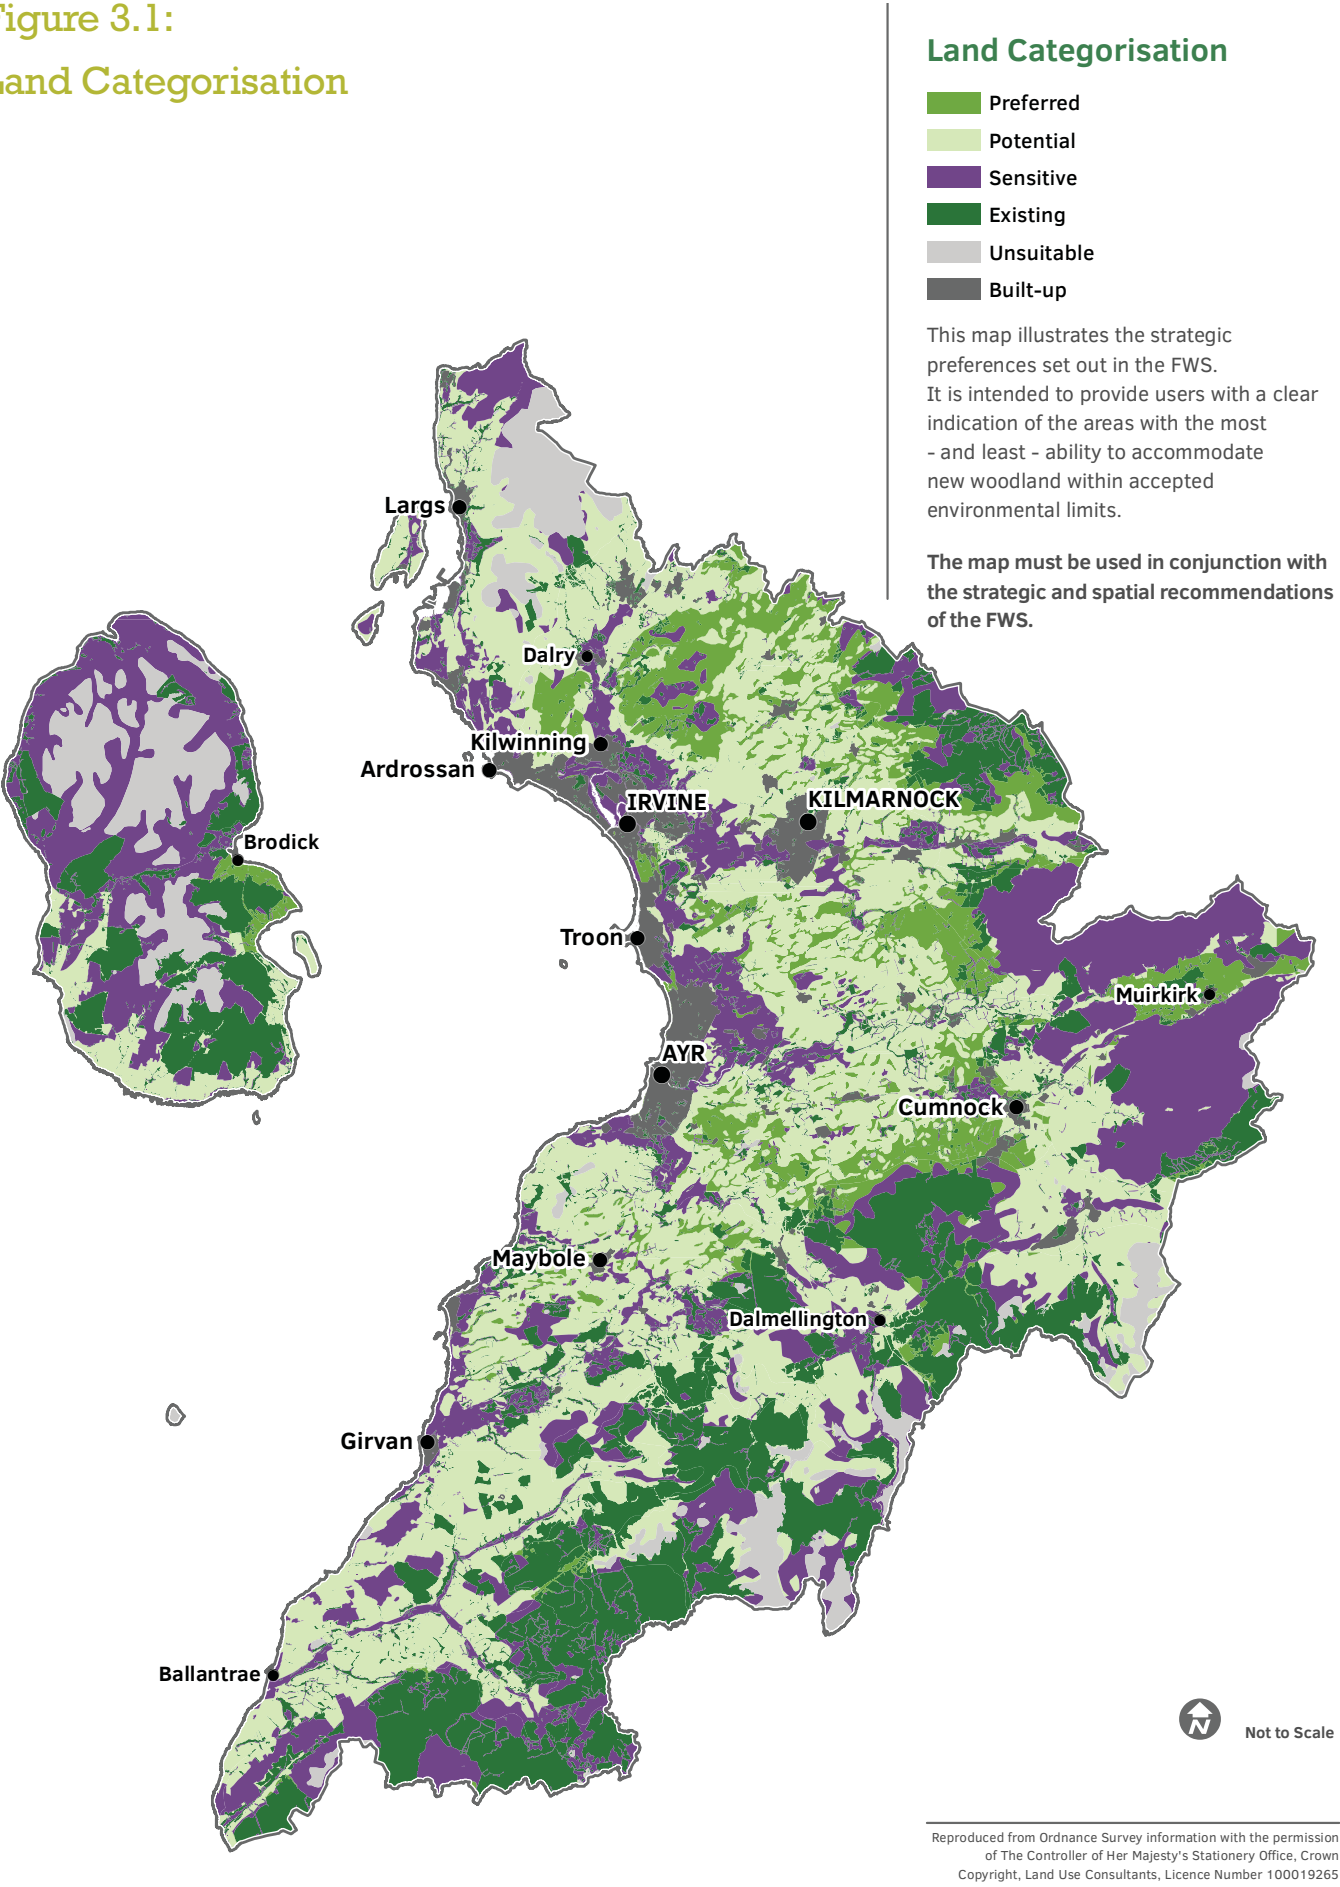 igure 3.1:
and Categorisation
Land Categorisation
Preferred
Potential
Sensitive
Existing
Unsuitable
Built-up
This map illustrates the strategic
preferences set out in the FWS.
It is intended to provide users with a clear
indication of the areas with the most
- and least - ability to accommodate
new woodland within accepted
environmental limits.
The map must be used in conjunction with
the strategic and spatial recommendations
of the FWS.
Largs
Dalry
Kilwinning
Ardrossan
IRVINE
KILMARNOCK
Brodick
Troon
Muirkirk
AYR
Cumnock
Maybole
Dalmellington
Girvan
Ballantrae
N
Not to Scale
Reproduced from Ordnance Survey information with the permission
of The Controller of Her Majesty's Stationery Office, Crown
Copyright, Land Use Consultants, Licence Number 100019265